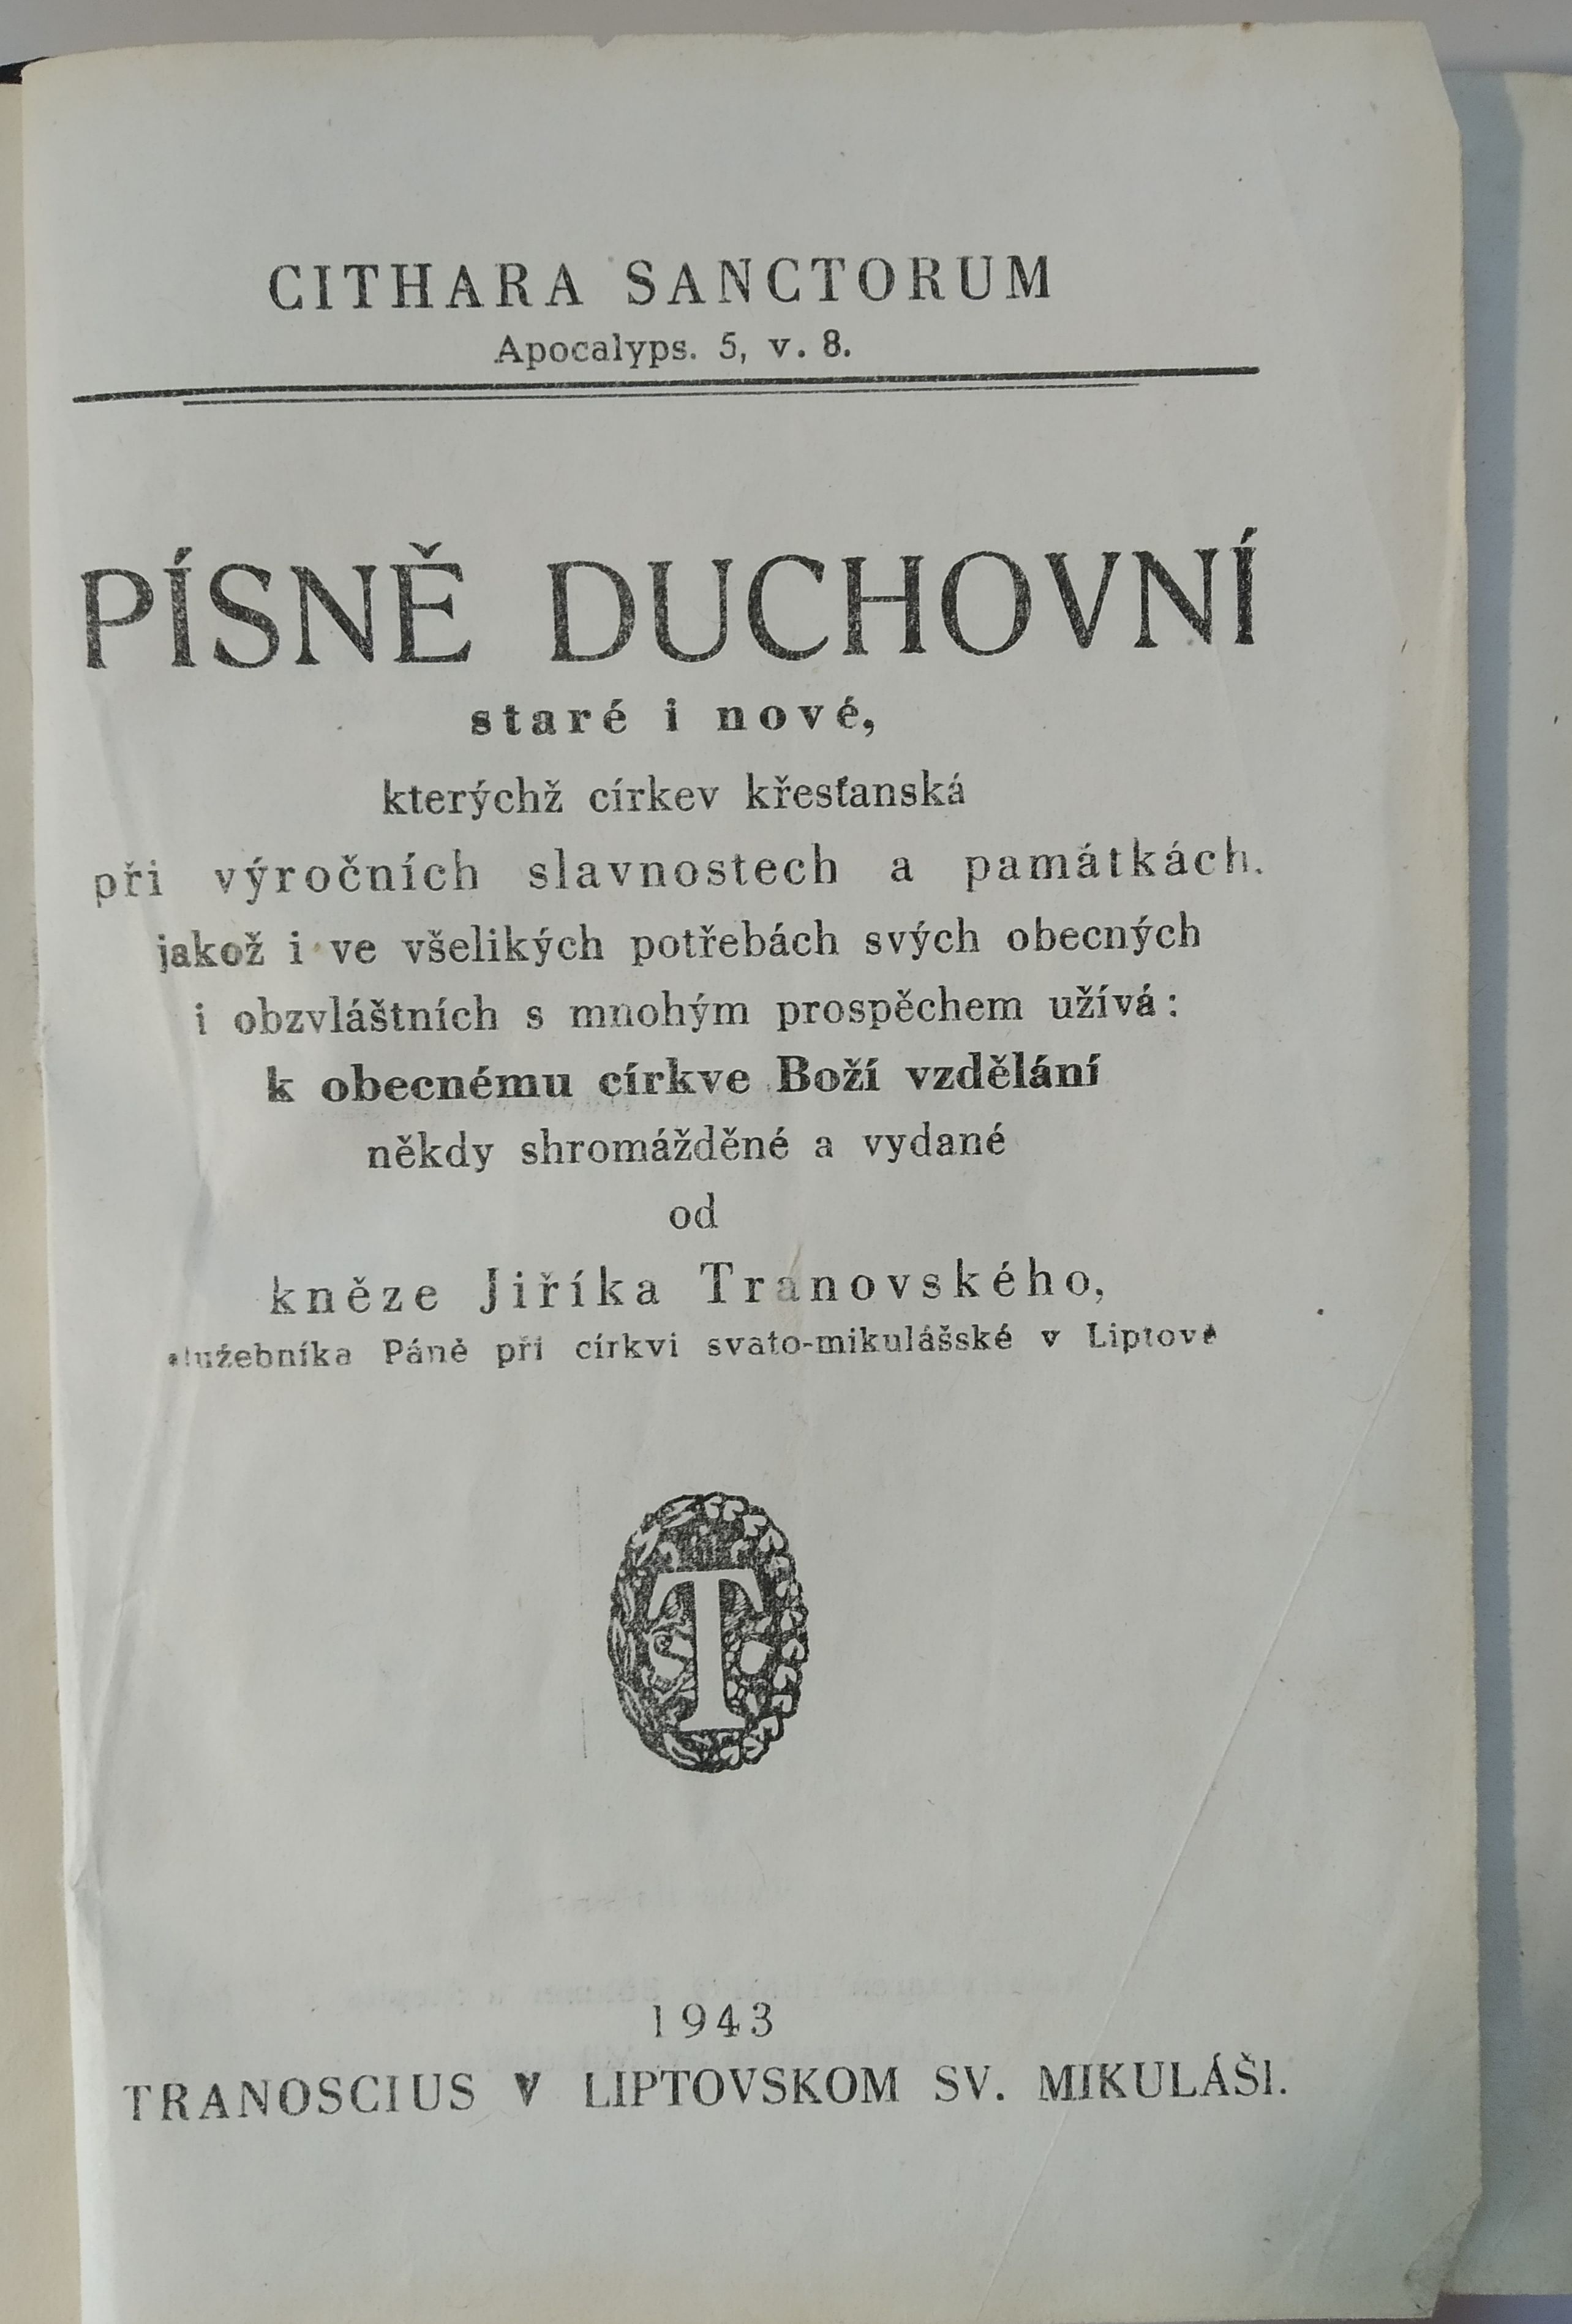 CITHARA SANCTORUM
Apocalyps. 5, v. 8.
PÍSNĚ DUCHOVNÍ
staré i nové,
kterýchž církev křesťanská
při výročních slavnostech a památkách.
jakož i ve všelikých potřebách svých obecných
i obzvláštních s mnohým prospěchem užívá:
k obecnému církve Boží vzdělání
někdy shromážděné a vydané
od
kněze Jiříka Tranovského,
služebníka Páně při církvi svato-mikulášské v Liptově
T
1943
TRANOSCIUS V LIPTOVSKOM SV. MIKULÁŠI.